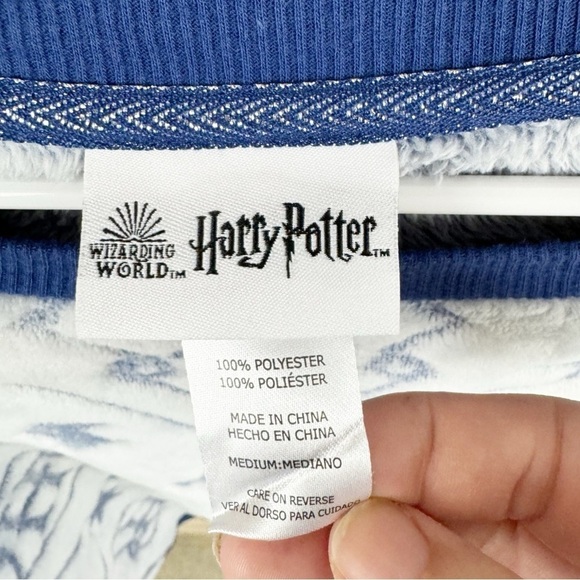 WIZARDING
WORLD™
Harry Potter™
100% POLYESTER
100% POLIÉSTER
MADE IN CHINA
HECHO EN CHINA
MEDIUM:MEDIANO
CARE ON REVERSE
VER AL DORSO PARA CUIDADO